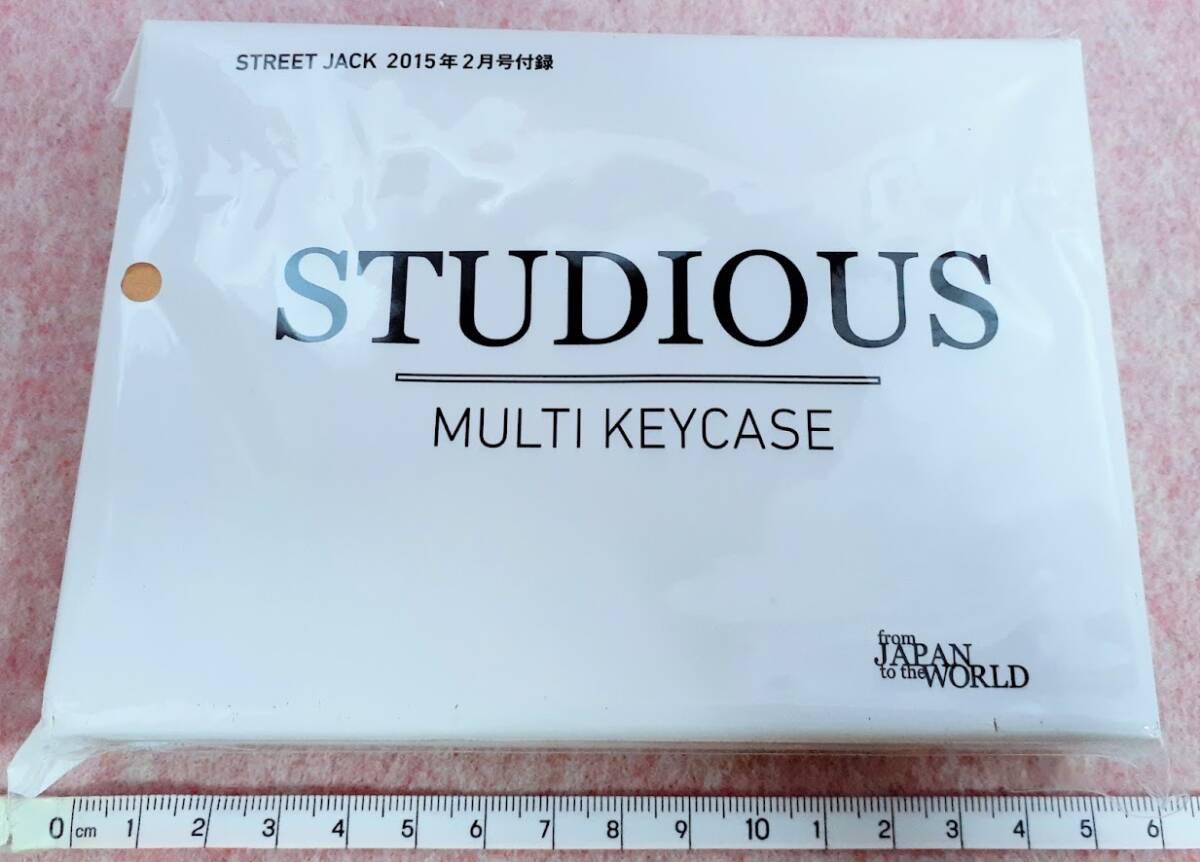 STREET JACK 2015年2月号付録
STUDIOUS
MULTI KEYCASE
from
JAPAN
to the WORLD
0 cm 1 2 3 4 5 6 7 8 9 10 1 2 3 4 5 6